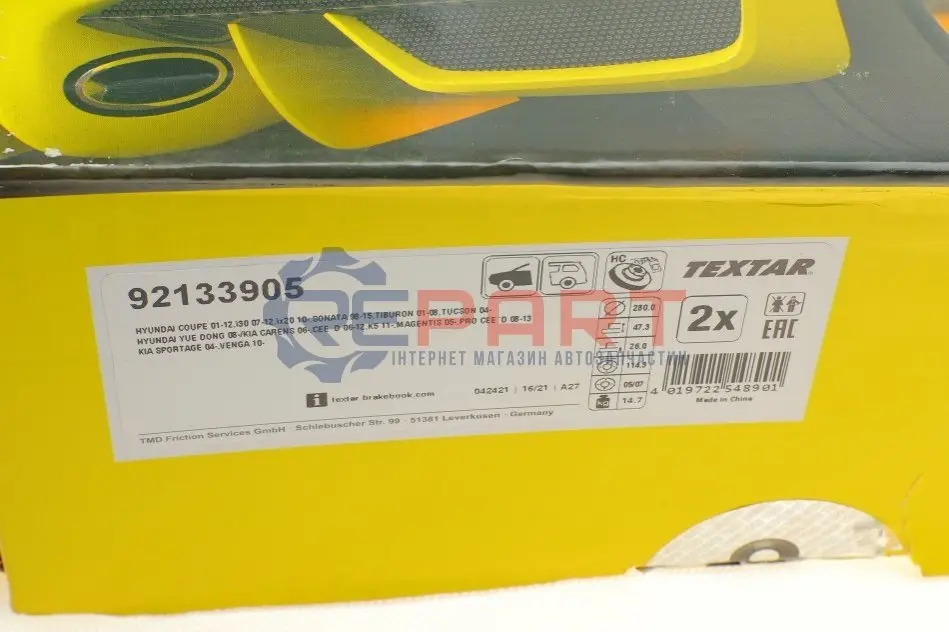 92133905
HYUNDAI COUPE 01-12,I30 07-12,ix20 10-,SONATA 98-15,TIBURON 01-08,TUCSON 04-
HYUNDAI YUE DONG 08-/KIA CARENS 06-,CEE´D 06-12,K5 11-,MAGENTIS 05-,PRO CEE´D 08-13
KIA SPORTAGE 04-,VENGA 10-
HC
TEXTAR
280.0
47.3
26.0
114.3
05/07
14.7
2x
EAC
REPART
ІНТЕРНЕТ МАГАЗИН АВТОЗАПЧАСТИН
i textar brakebook.com
042421 | 16/21 | A27
4 019722 548901
Made in China
TMD Friction Services GmbH · Schlebuscher Str. 99 · 51381 Leverkusen · Germany